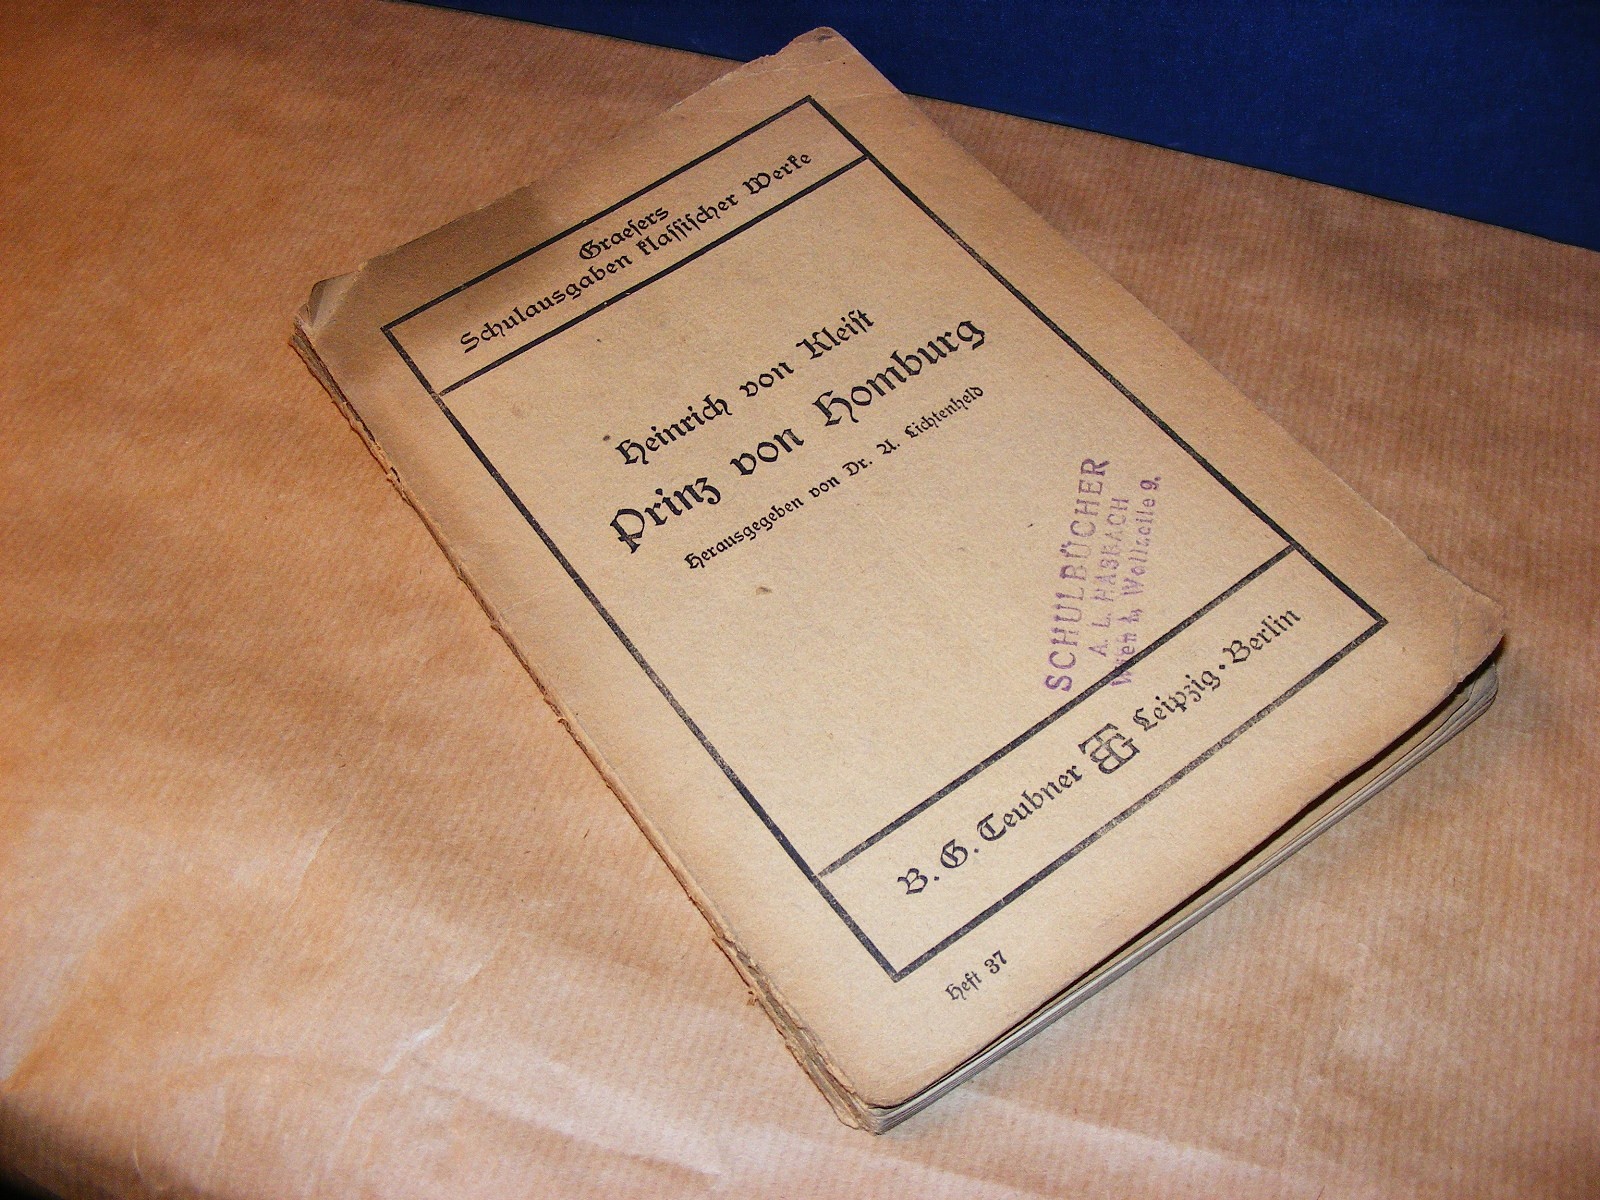 Graeſers
Schulausgaben klaſſiſcher Werke
Heinrich von Kleiſt
Prinz von Homburg
Herausgegeben von Dr. A. Lichtenheld
SCHULBÜCHER
A. L. HASBACH
Wien I., Wollzeile 9.
B. G. Teubner BGT Leipzig · Berlin
Heft 37